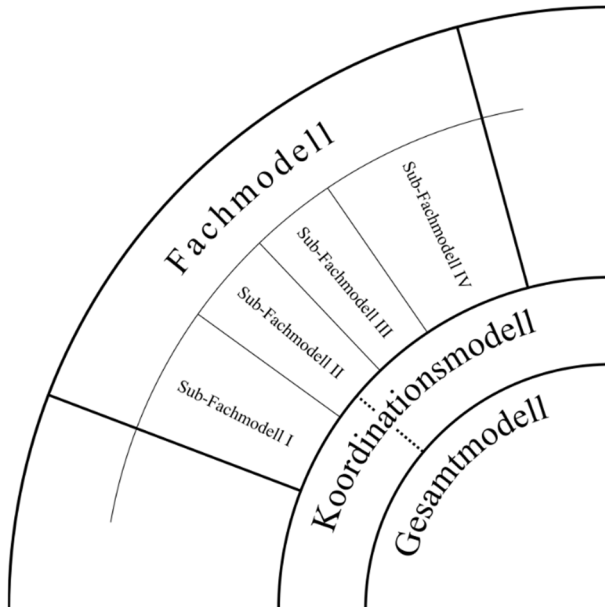 Fachmodell
Sub-Fachmodell I
Sub-Fachmodell II
Sub-Fachmodell III
Sub-Fachmodell IV
Koordinationsmodell
Gesamtmodell